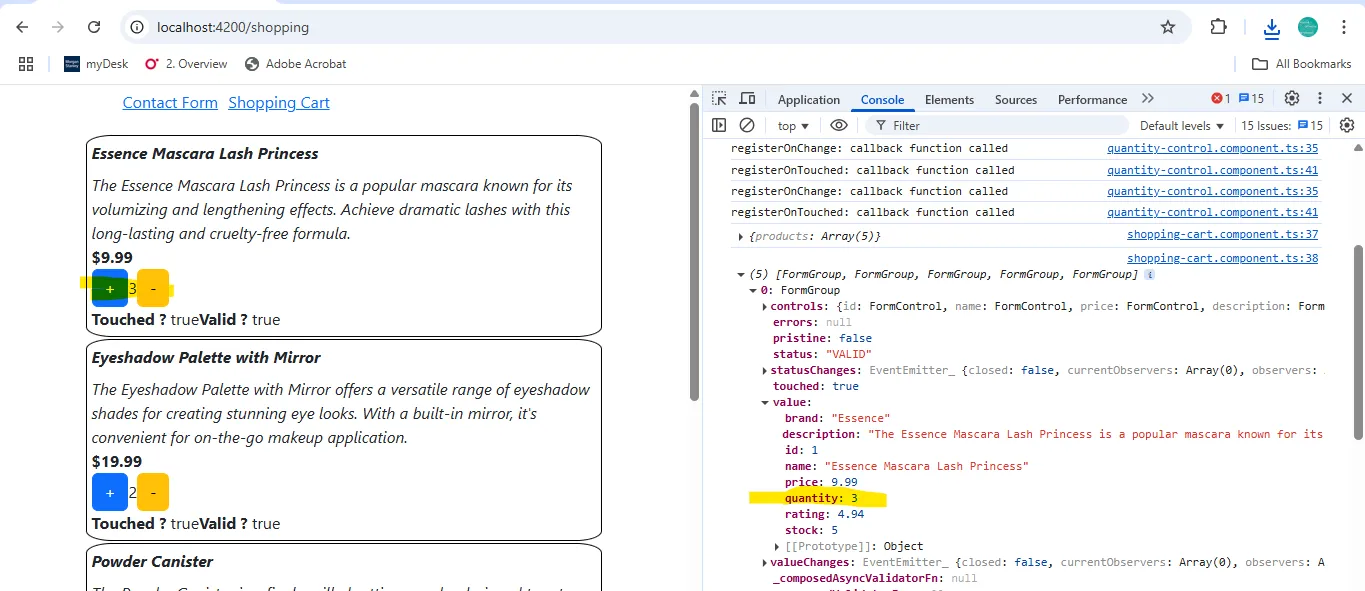 localhost:4200/shopping
myDesk 2. Overview Adobe Acrobat All Bookmarks
Contact Form Shopping Cart
Essence Mascara Lash Princess
The Essence Mascara Lash Princess is a popular mascara known for its
volumizing and lengthening effects. Achieve dramatic lashes with this
long-lasting and cruelty-free formula.
$9.99
+ 3 -
Touched ? trueValid ? true
Eyeshadow Palette with Mirror
The Eyeshadow Palette with Mirror offers a versatile range of eyeshadow
shades for creating stunning eye looks. With a built-in mirror, it's
convenient for on-the-go makeup application.
$19.99
+ 2 -
Touched ? trueValid ? true
Powder Canister
Application Console Elements Sources Performance 1 15
top Filter Default levels 15 Issues: 15
registerOnChange: callback function called quantity-control.component.ts:35
registerOnTouched: callback function called quantity-control.component.ts:41
registerOnChange: callback function called quantity-control.component.ts:35
registerOnTouched: callback function called quantity-control.component.ts:41
{products: Array(5)} shopping-cart.component.ts:37
shopping-cart.component.ts:38
(5) [FormGroup, FormGroup, FormGroup, FormGroup, FormGroup] i
0: FormGroup
controls: {id: FormControl, name: FormControl, price: FormControl, description: Form
errors: null
pristine: false
status: "VALID"
statusChanges: EventEmitter_ {closed: false, currentObservers: Array(0), observers:
touched: true
value:
brand: "Essence"
description: "The Essence Mascara Lash Princess is a popular mascara known for its
id: 1
name: "Essence Mascara Lash Princess"
price: 9.99
quantity: 3
rating: 4.94
stock: 5
[[Prototype]]: Object
valueChanges: EventEmitter_ {closed: false, currentObservers: Array(0), observers: A
_composedAsyncValidatorFn: null